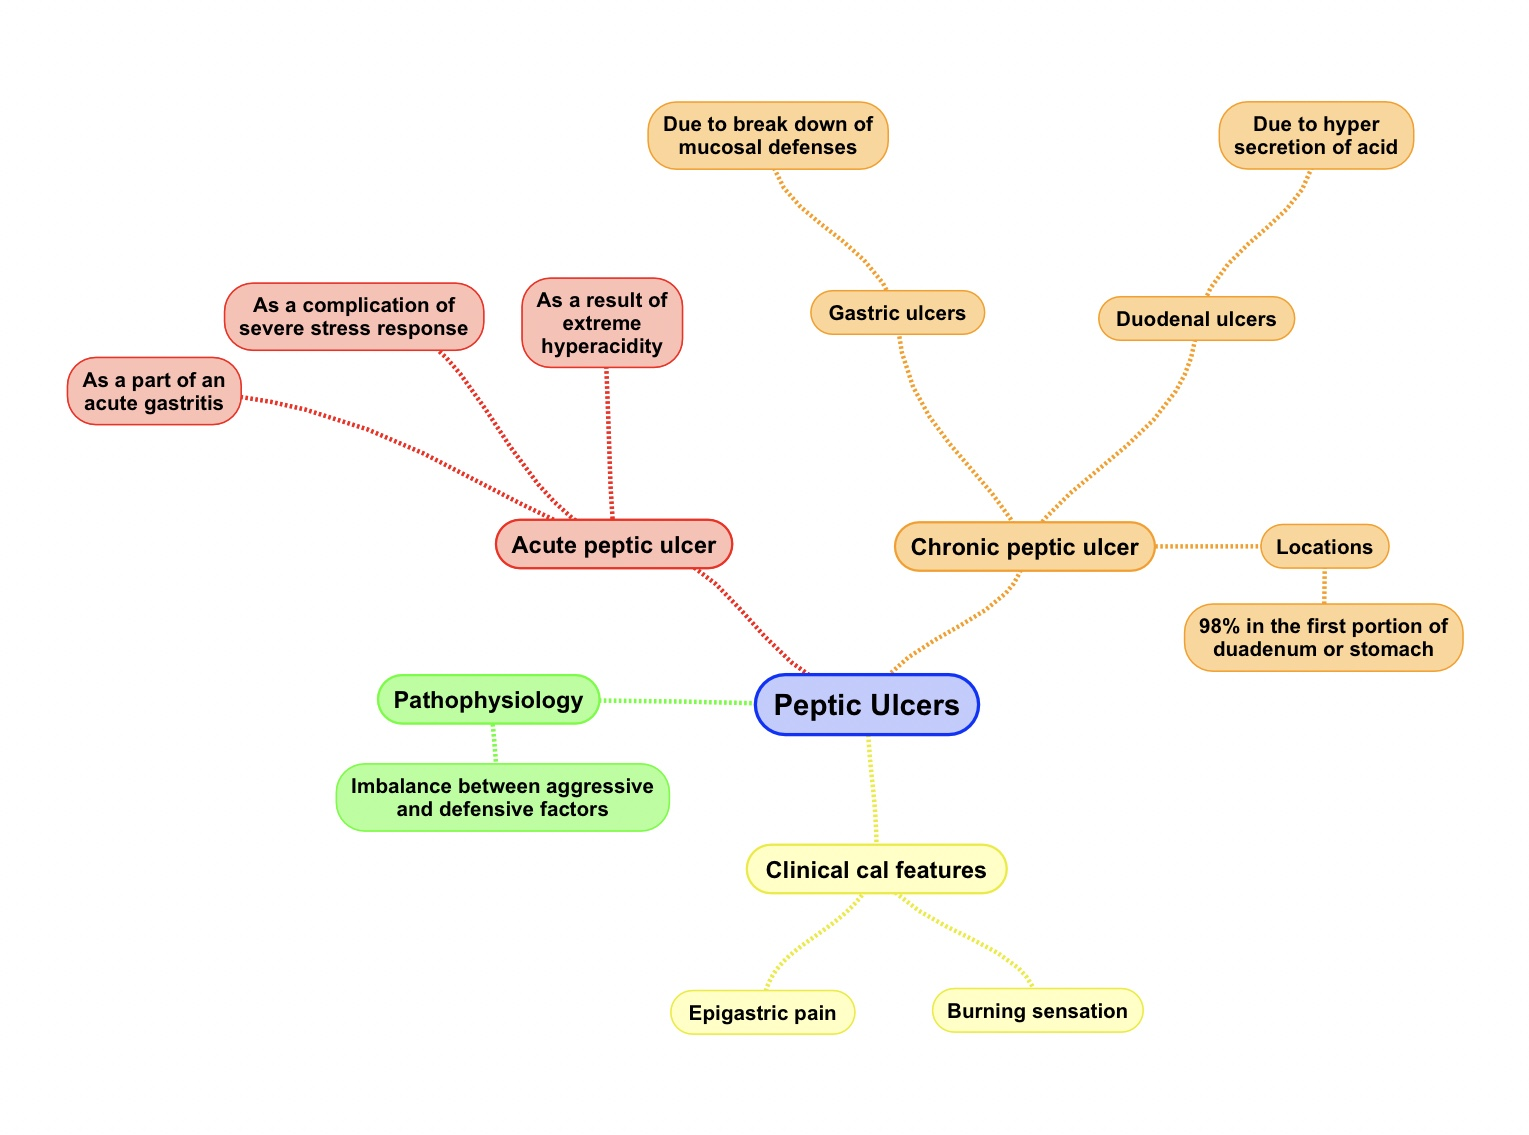 Due to break down of
mucosal defenses
Due to hyper
secretion of acid
As a complication of
severe stress response
As a result of
extreme
hyperacidity
Gastric ulcers
Duodenal ulcers
As a part of an
acute gastritis
Acute peptic ulcer
Chronic peptic ulcer
Locations
98% in the first portion of
duadenum or stomach
Pathophysiology
Peptic Ulcers
Imbalance between aggressive
and defensive factors
Clinical cal features
Epigastric pain
Burning sensation